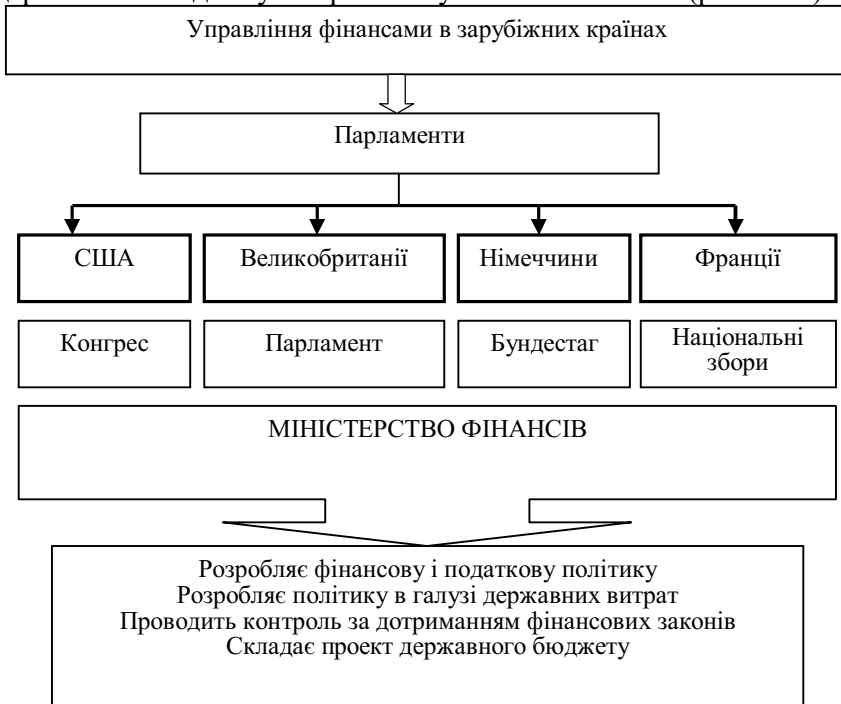 Управління фінансами в зарубіжних країнах
Парламенти
США
Великобританії
Німеччини
Франції
Конгрес
Парламент
Бундестаг
Національні
збори
МІНІСТЕРСТВО ФІНАНСІВ
Розробляє фінансову і податкову політику
Розробляє політику в галузі державних витрат
Проводить контроль за дотриманням фінансових законів
Складає проект державного бюджету